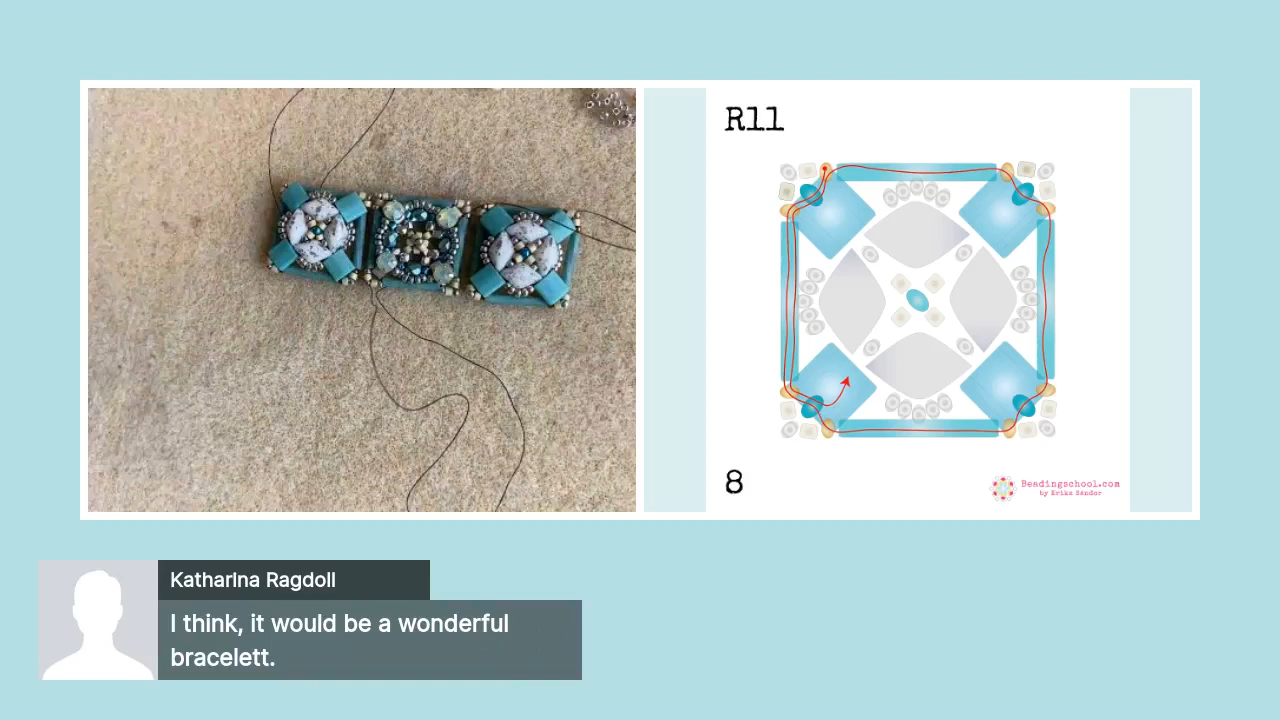 R11
8
Beadingschool.com
by Erika Sándor
Katharina Ragdoll
I think, it would be a wonderful
bracelett.